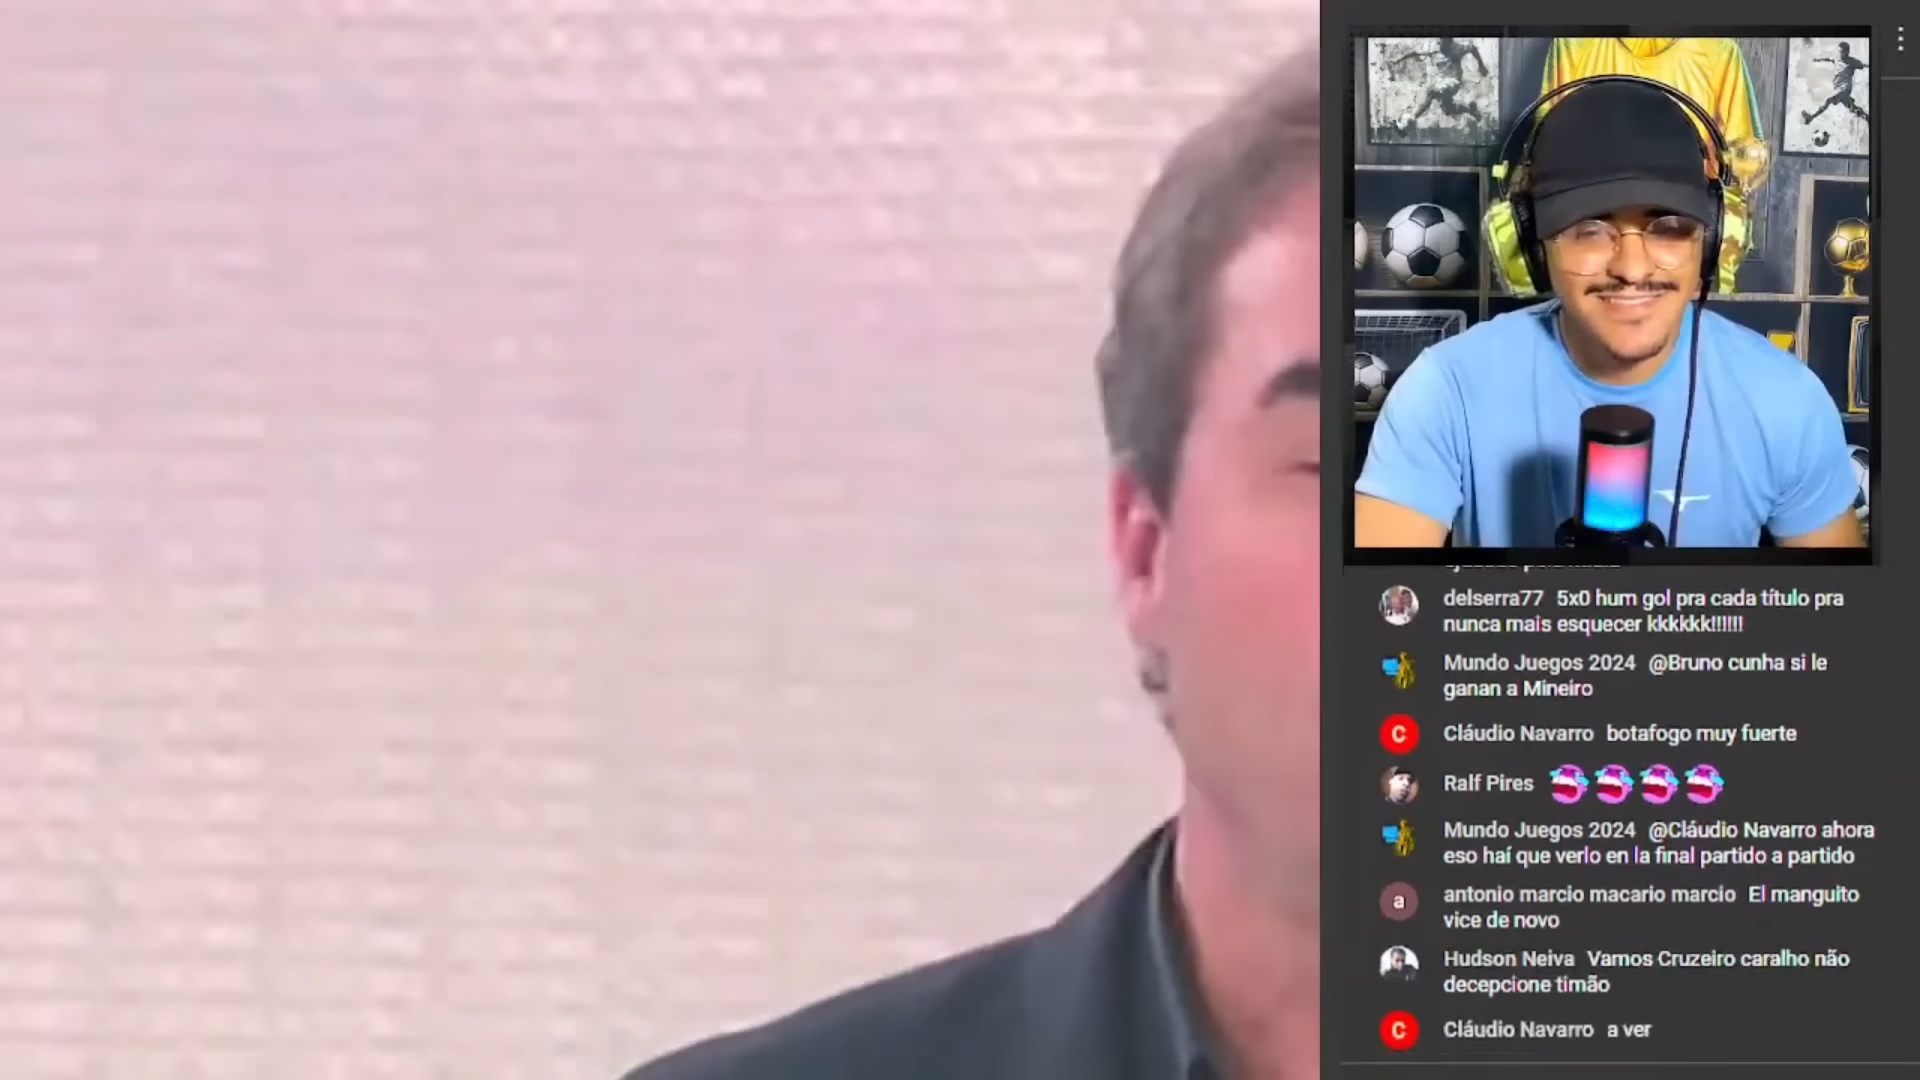 delserra77 5x0 hum gol pra cada título pra
nunca mais esquecer kkkkkk!!!!!!
Mundo Juegos 2024 @Bruno cunha si le
ganan a Mineiro
C
Cláudio Navarro botafogo muy fuerte
Ralf Pires
Mundo Juegos 2024 @Cláudio Navarro ahora
eso haí que verlo en la final partido a partido
a
antonio marcio macario marcio El manguito
vice de novo
Hudson Neiva Vamos Cruzeiro caralho não
decepcione timão
C
Cláudio Navarro a ver